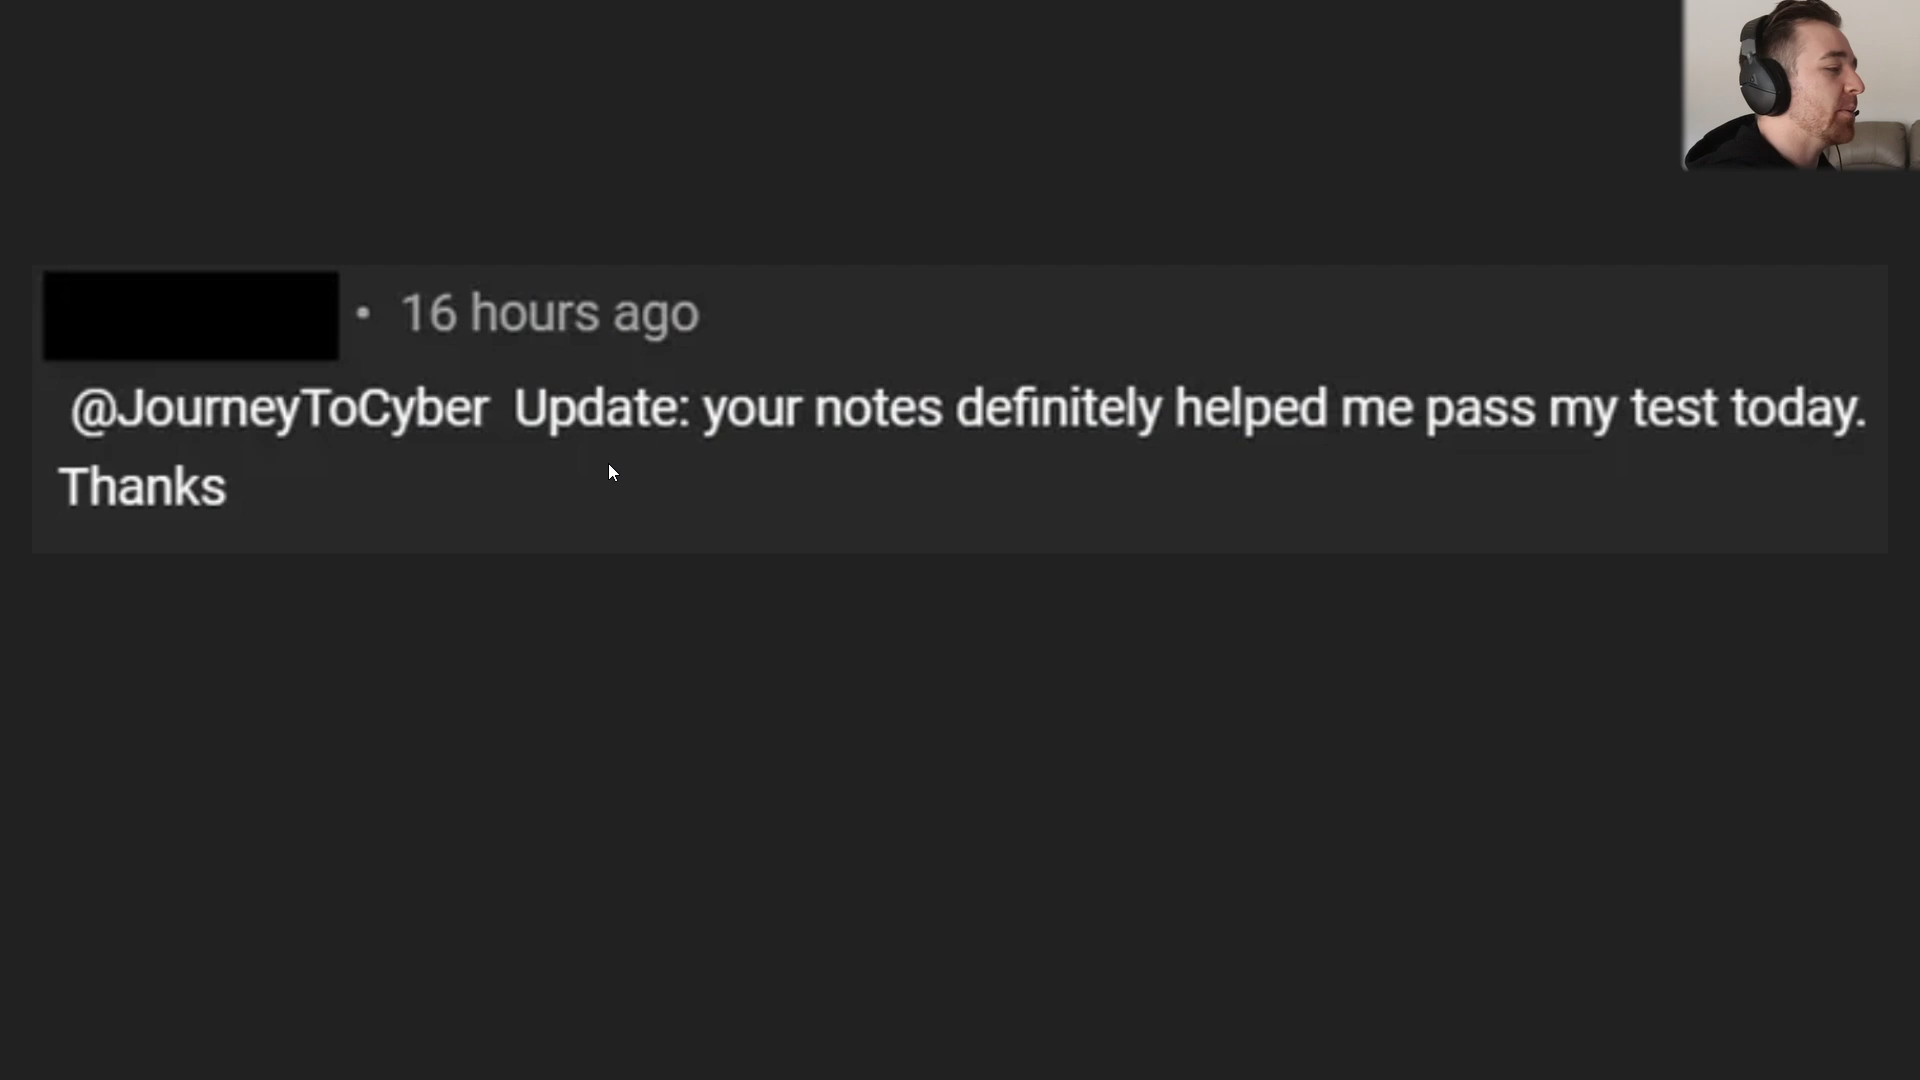 • 16 hours ago
@JourneyToCyber Update: your notes definitely helped me pass my test today.
Thanks